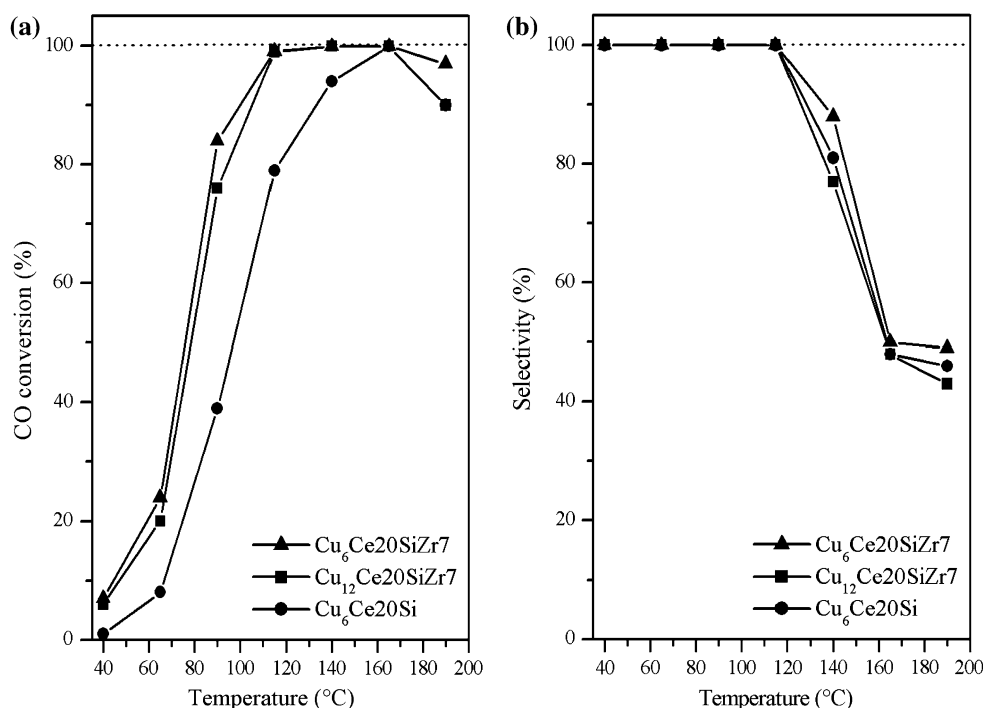 (a)
100
80
60
40
20
0
CO conversion (%)
Cu6Ce20SiZr7
Cu12Ce20SiZr7
Cu6Ce20Si
40 60 80 100 120 140 160 180 200
Temperature (°C)
(b)
100
80
60
40
20
0
Selectivity (%)
Cu6Ce20SiZr7
Cu12Ce20SiZr7
Cu6Ce20Si
40 60 80 100 120 140 160 180 200
Temperature (°C)